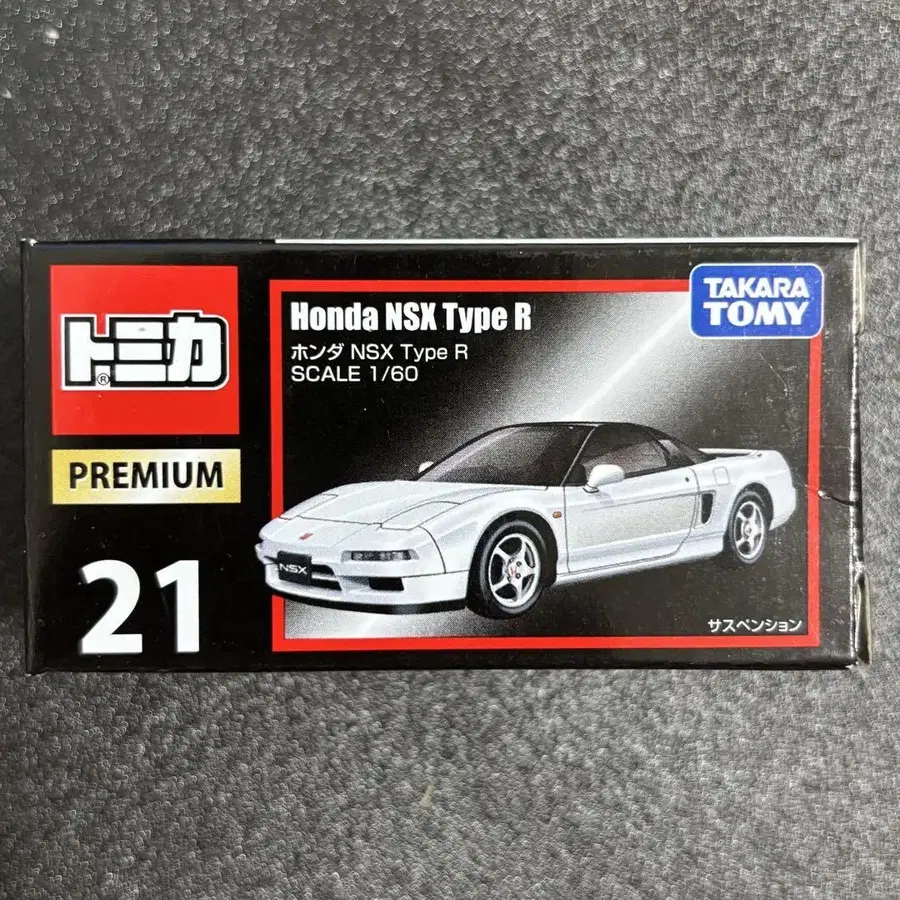 トミカ
®
PREMIUM
21
Honda NSX Type R
ホンダ NSX Type R
SCALE 1/60
TAKARA
TOMY
NSX
サスペンション